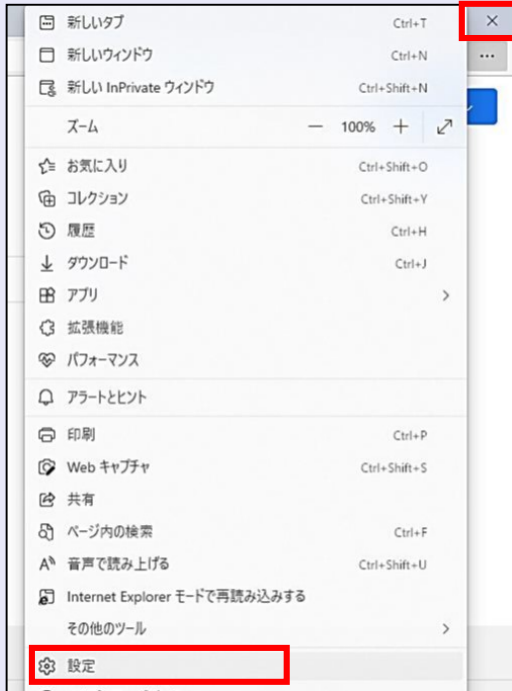 新しいタブ Ctrl+T
新しいウィンドウ Ctrl+N
新しい InPrivate ウィンドウ Ctrl+Shift+N
ズーム — 100% +
お気に入り Ctrl+Shift+O
コレクション Ctrl+Shift+Y
履歴 Ctrl+H
ダウンロード Ctrl+J
アプリ
拡張機能
パフォーマンス
アラートとヒント
印刷 Ctrl+P
Web キャプチャ Ctrl+Shift+S
共有
ページ内の検索 Ctrl+F
音声で読み上げる Ctrl+Shift+U
Internet Explorer モードで再読み込みする
その他のツール
設定